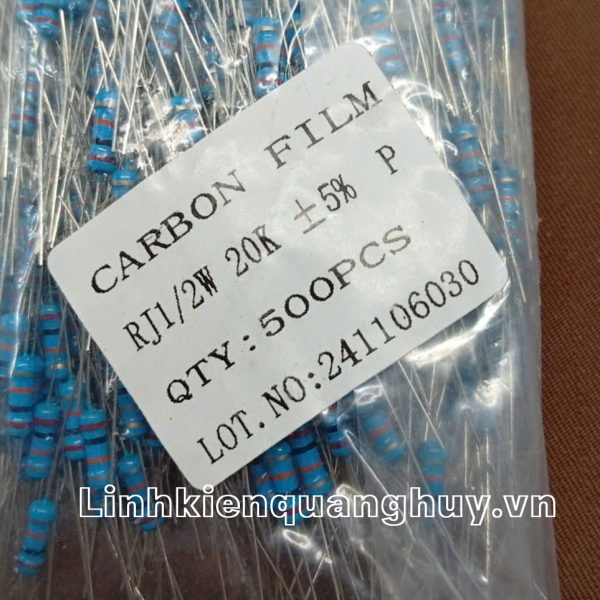 CARBON FILM
RJ1/2W 20K ±5% P
QTY:500PCS
LOT.NO:241106030
Linhkienquanghuy.vn